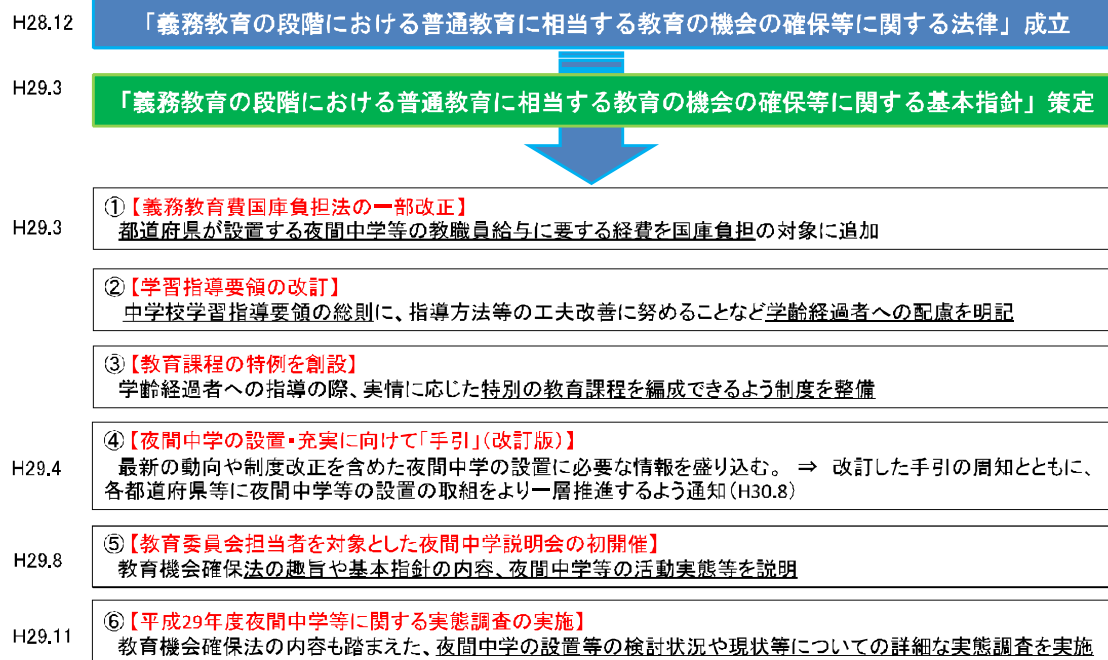 H28.12
「義務教育の段階における普通教育に相当する教育の機会の確保等に関する法律」成立
H29.3
「義務教育の段階における普通教育に相当する教育の機会の確保等に関する基本指針」策定
H29.3
①【義務教育費国庫負担法の一部改正】
都道府県が設置する夜間中学等の教職員給与に要する経費を国庫負担の対象に追加
②【学習指導要領の改訂】
中学校学習指導要領の総則に、指導方法等の工夫改善に努めることなど学齢経過者への配慮を明記
③【教育課程の特例を創設】
学齢経過者への指導の際、実情に応じた特別の教育課程を編成できるよう制度を整備
H29.4
④【夜間中学の設置・充実に向けて「手引」(改訂版)】
最新の動向や制度改正を含めた夜間中学の設置に必要な情報を盛り込む。 ⇒ 改訂した手引の周知とともに、
各都道府県等に夜間中学等の設置の取組をより一層推進するよう通知(H30.8)
H29.8
⑤【教育委員会担当者を対象とした夜間中学説明会の初開催】
教育機会確保法の趣旨や基本指針の内容、夜間中学等の活動実態等を説明
H29.11
⑥【平成29年度夜間中学等に関する実態調査の実施】
教育機会確保法の内容も踏まえた、夜間中学の設置等の検討状況や現状等についての詳細な実態調査を実施